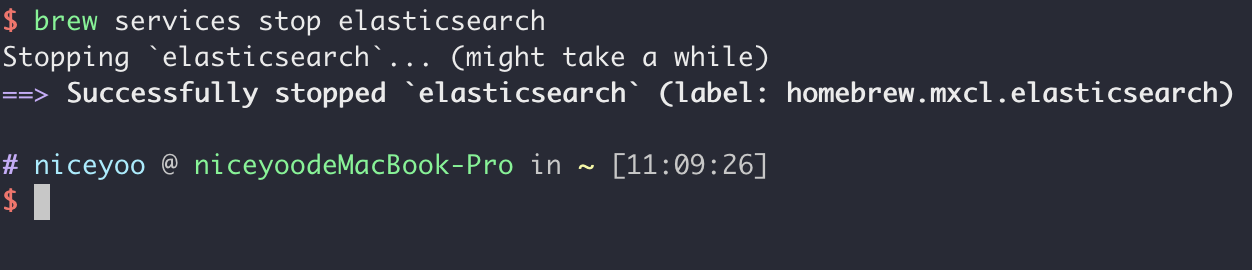 $ brew services stop elasticsearch
Stopping `elasticsearch`... (might take a while)
==> Successfully stopped `elasticsearch` (label: homebrew.mxcl.elasticsearch)
# niceyoo @ niceyoodeMacBook-Pro in ~ [11:09:26]
$